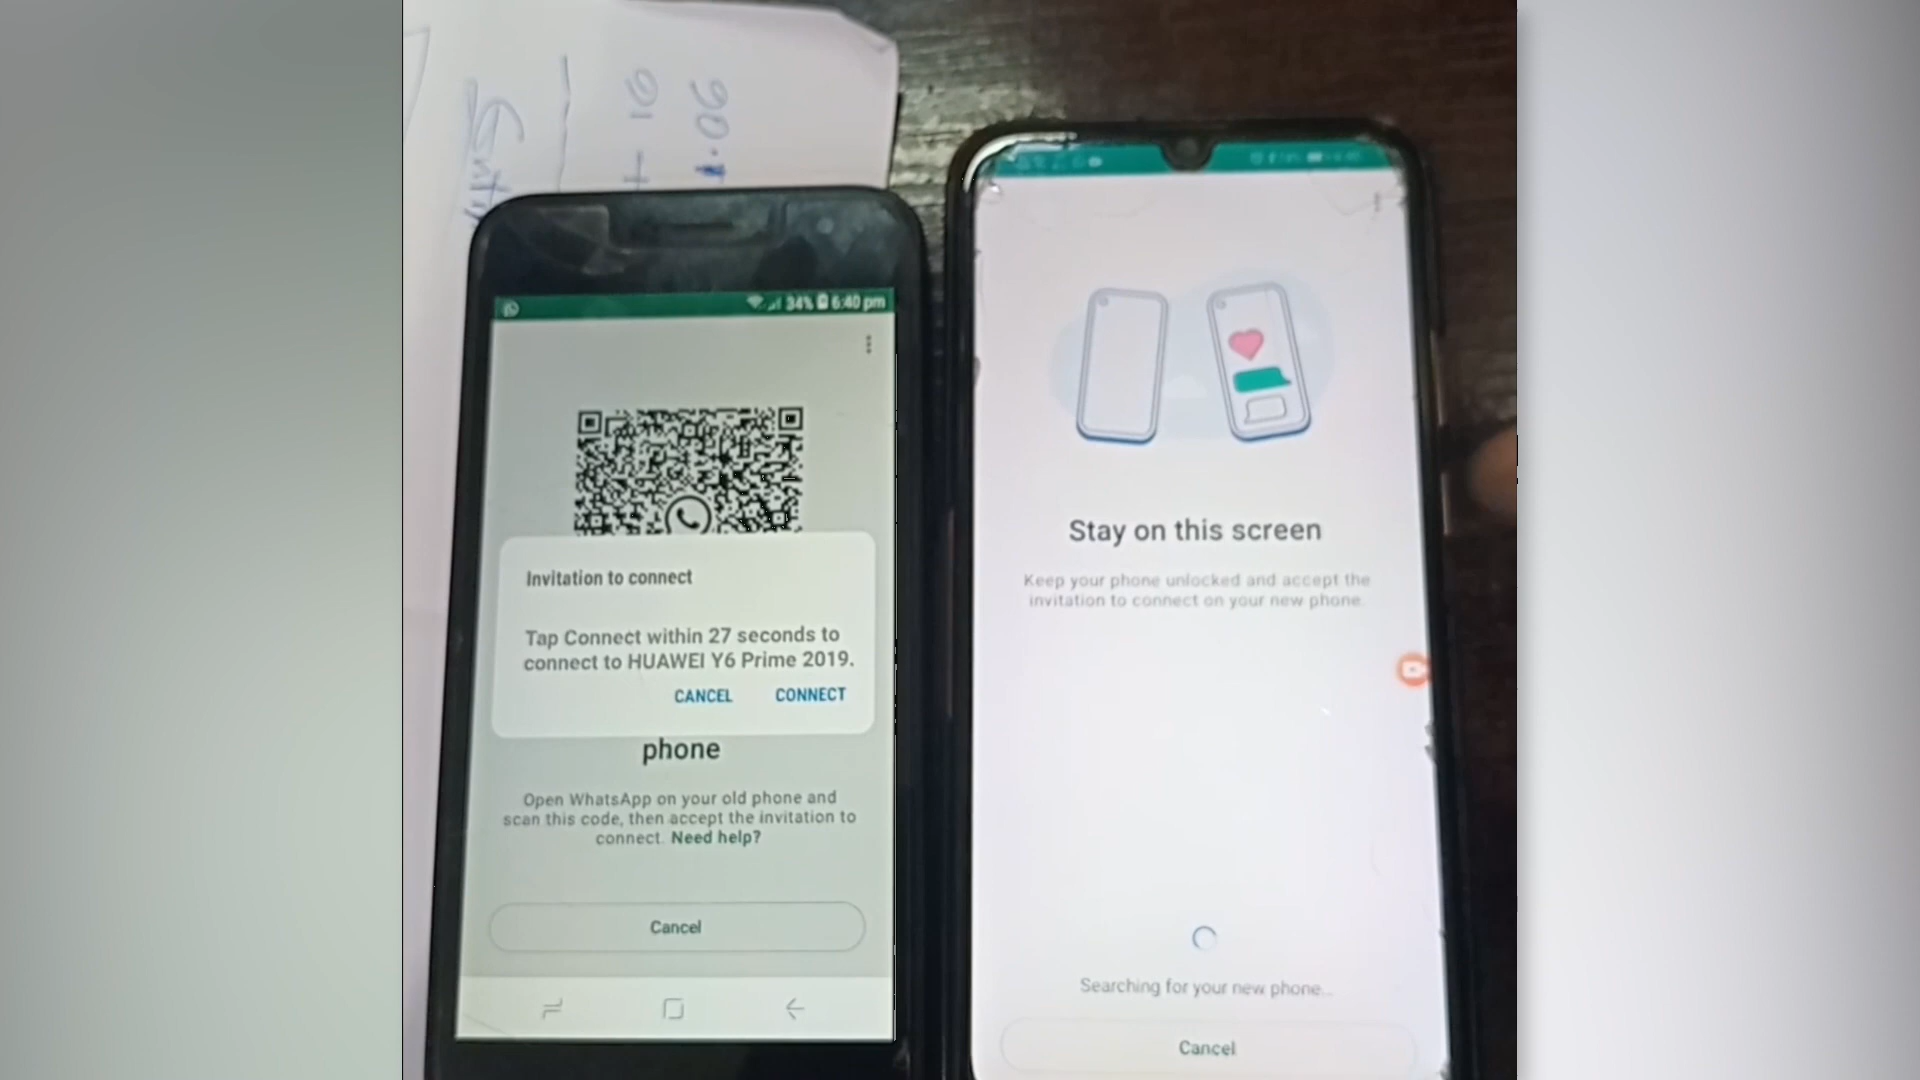 34% 6:40 pm
Invitation to connect
Tap Connect within 27 seconds to
connect to HUAWEI Y6 Prime 2019.
CANCEL CONNECT
phone
Open WhatsApp on your old phone and
scan this code, then accept the invitation to
connect. Need help?
Cancel
Stay on this screen
Keep your phone unlocked and accept the
invitation to connect on your new phone.
Searching for your new phone...
Cancel